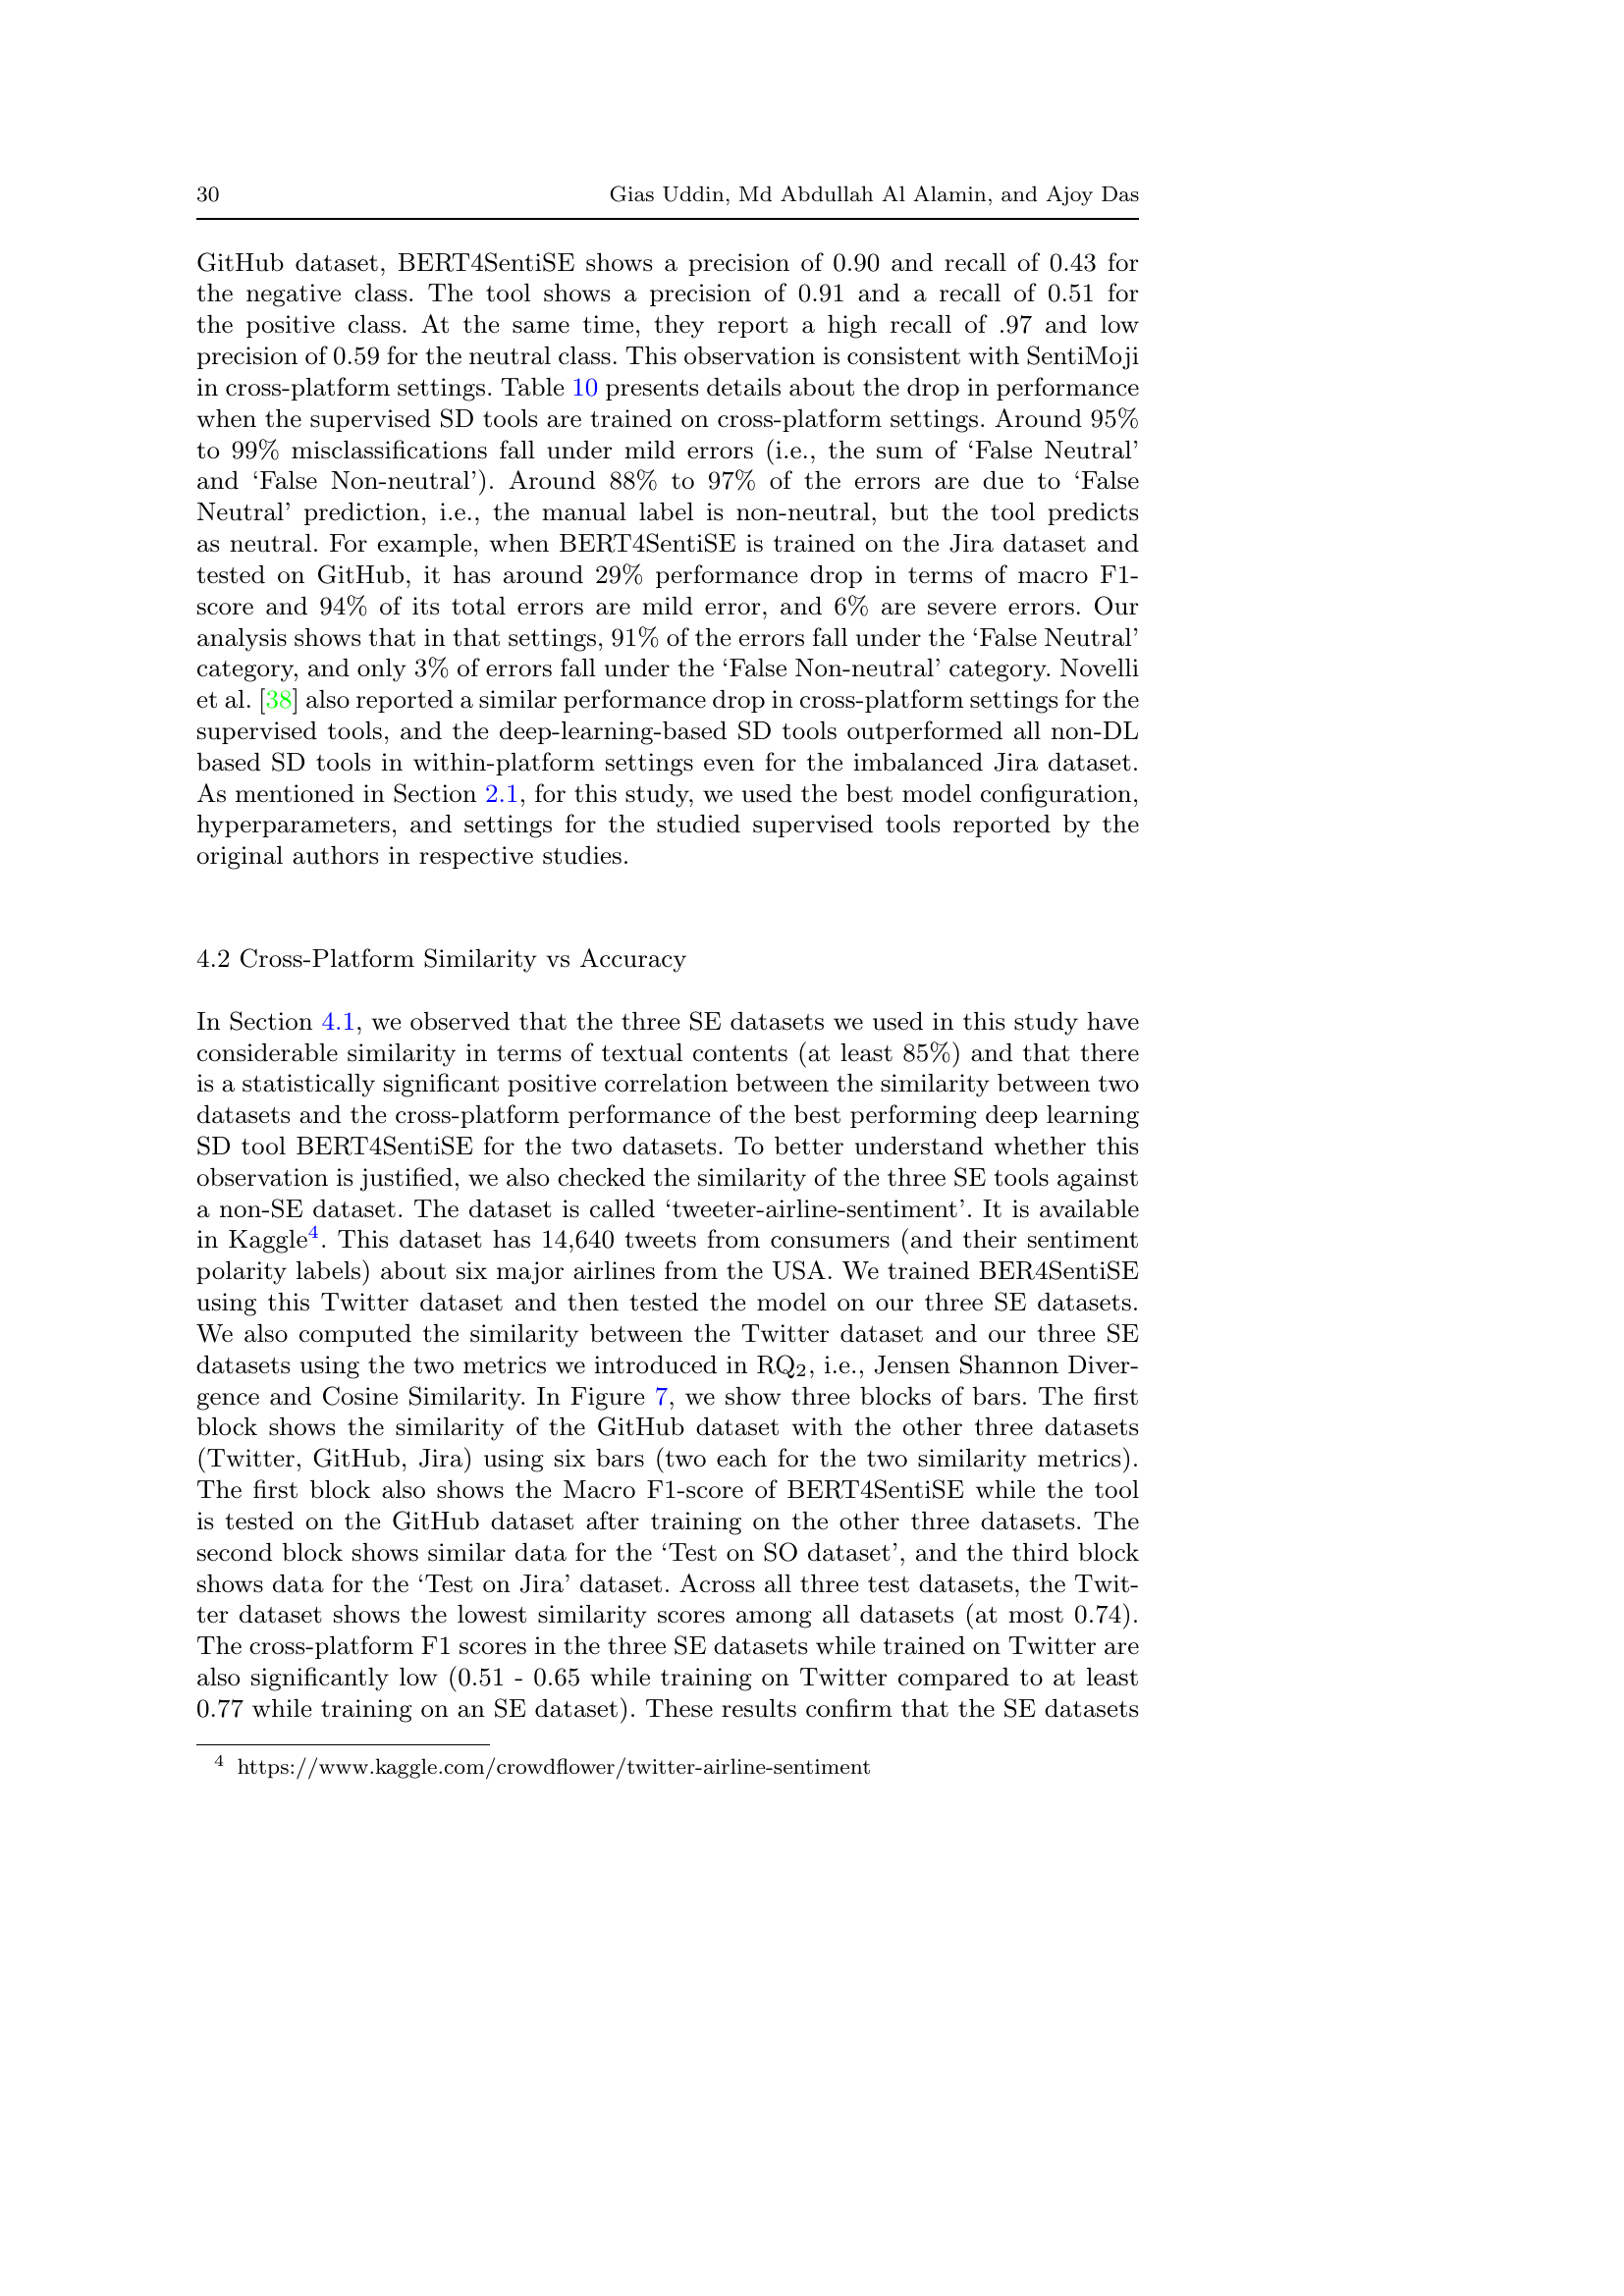 30 Gias Uddin, Md Abdullah Al Alamin, and Ajoy Das
GitHub dataset, BERT4SentiSE shows a precision of 0.90 and recall of 0.43 for
the negative class. The tool shows a precision of 0.91 and a recall of 0.51 for
the positive class. At the same time, they report a high recall of .97 and low
precision of 0.59 for the neutral class. This observation is consistent with SentiMoji
in cross-platform settings. Table 10 presents details about the drop in performance
when the supervised SD tools are trained on cross-platform settings. Around 95%
to 99% misclassifications fall under mild errors (i.e., the sum of ‘False Neutral’
and ‘False Non-neutral’). Around 88% to 97% of the errors are due to ‘False
Neutral’ prediction, i.e., the manual label is non-neutral, but the tool predicts
as neutral. For example, when BERT4SentiSE is trained on the Jira dataset and
tested on GitHub, it has around 29% performance drop in terms of macro F1-
score and 94% of its total errors are mild error, and 6% are severe errors. Our
analysis shows that in that settings, 91% of the errors fall under the ‘False Neutral’
category, and only 3% of errors fall under the ‘False Non-neutral’ category. Novelli
et al. [38] also reported a similar performance drop in cross-platform settings for the
supervised tools, and the deep-learning-based SD tools outperformed all non-DL
based SD tools in within-platform settings even for the imbalanced Jira dataset.
As mentioned in Section 2.1, for this study, we used the best model configuration,
hyperparameters, and settings for the studied supervised tools reported by the
original authors in respective studies.
4.2 Cross-Platform Similarity vs Accuracy
In Section 4.1, we observed that the three SE datasets we used in this study have
considerable similarity in terms of textual contents (at least 85%) and that there
is a statistically significant positive correlation between the similarity between two
datasets and the cross-platform performance of the best performing deep learning
SD tool BERT4SentiSE for the two datasets. To better understand whether this
observation is justified, we also checked the similarity of the three SE tools against
a non-SE dataset. The dataset is called ‘tweeter-airline-sentiment’. It is available
in Kaggle4. This dataset has 14,640 tweets from consumers (and their sentiment
polarity labels) about six major airlines from the USA. We trained BER4SentiSE
using this Twitter dataset and then tested the model on our three SE datasets.
We also computed the similarity between the Twitter dataset and our three SE
datasets using the two metrics we introduced in RQ2, i.e., Jensen Shannon Diver-
gence and Cosine Similarity. In Figure 7, we show three blocks of bars. The first
block shows the similarity of the GitHub dataset with the other three datasets
(Twitter, GitHub, Jira) using six bars (two each for the two similarity metrics).
The first block also shows the Macro F1-score of BERT4SentiSE while the tool
is tested on the GitHub dataset after training on the other three datasets. The
second block shows similar data for the ‘Test on SO dataset’, and the third block
shows data for the ‘Test on Jira’ dataset. Across all three test datasets, the Twit-
ter dataset shows the lowest similarity scores among all datasets (at most 0.74).
The cross-platform F1 scores in the three SE datasets while trained on Twitter are
also significantly low (0.51 - 0.65 while training on Twitter compared to at least
0.77 while training on an SE dataset). These results confirm that the SE datasets
4 https://www.kaggle.com/crowdflower/twitter-airline-sentiment